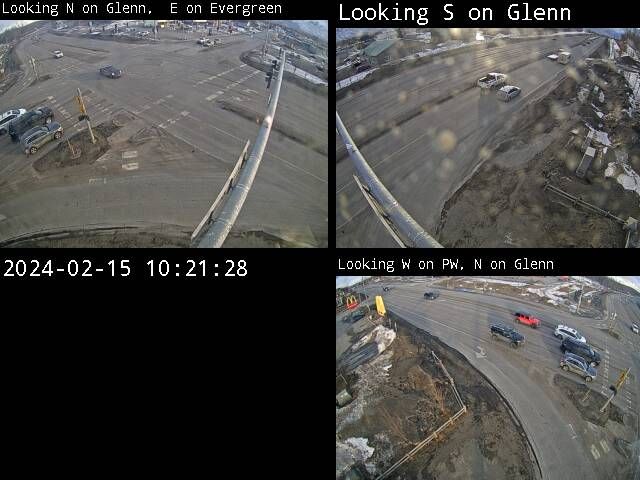 Looking N on Glenn,  E on Evergreen
Looking S on Glenn
2024-02-15 10:21:28
Looking W on PW, N on Glenn